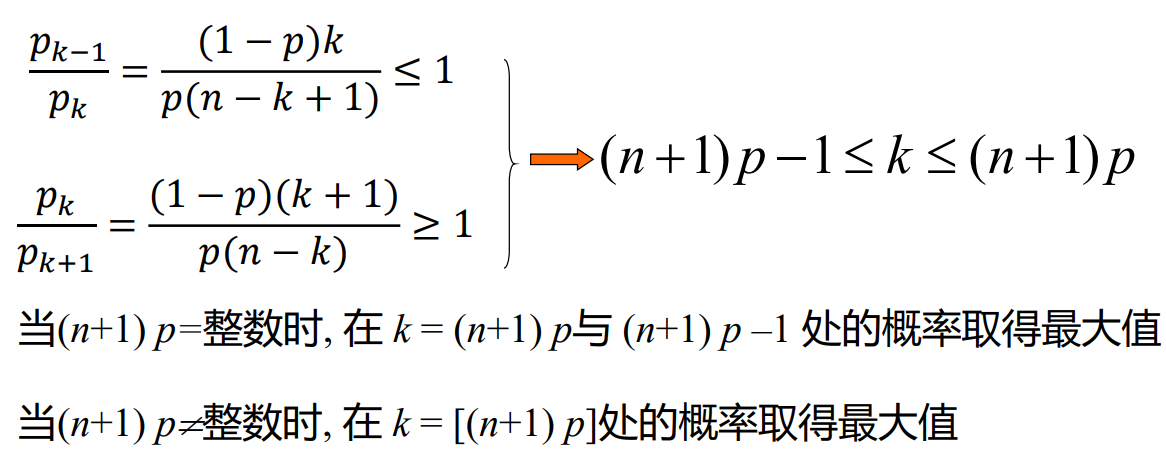 \frac{p_{k-1}}{p_k} = \frac{(1-p)k}{p(n-k+1)} \leq 1
\frac{p_k}{p_{k+1}} = \frac{(1-p)(k+1)}{p(n-k)} \geq 1
(n+1)p-1 \leq k \leq (n+1)p
当(n+1) p=整数时, 在 k = (n+1) p与 (n+1) p –1 处的概率取得最大值
当(n+1) p≠整数时, 在 k = [(n+1) p]处的概率取得最大值